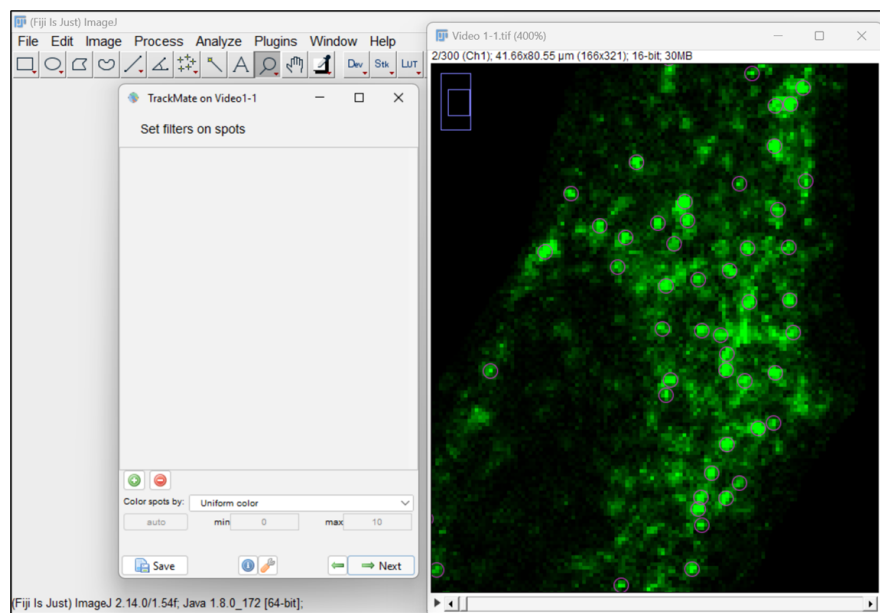 (Fiji Is Just) ImageJ
File Edit Image Process Analyze Plugins Window Help
Dev Stk LUT
TrackMate on Video1-1
Set filters on spots
Color spots by: Uniform color
auto min 0 max 10
Save Next
(Fiji Is Just) ImageJ 2.14.0/1.54f; Java 1.8.0_172 [64-bit];
Video 1-1.tif (400%)
2/300 (Ch1); 41.66x80.55 µm (166x321); 16-bit; 30MB